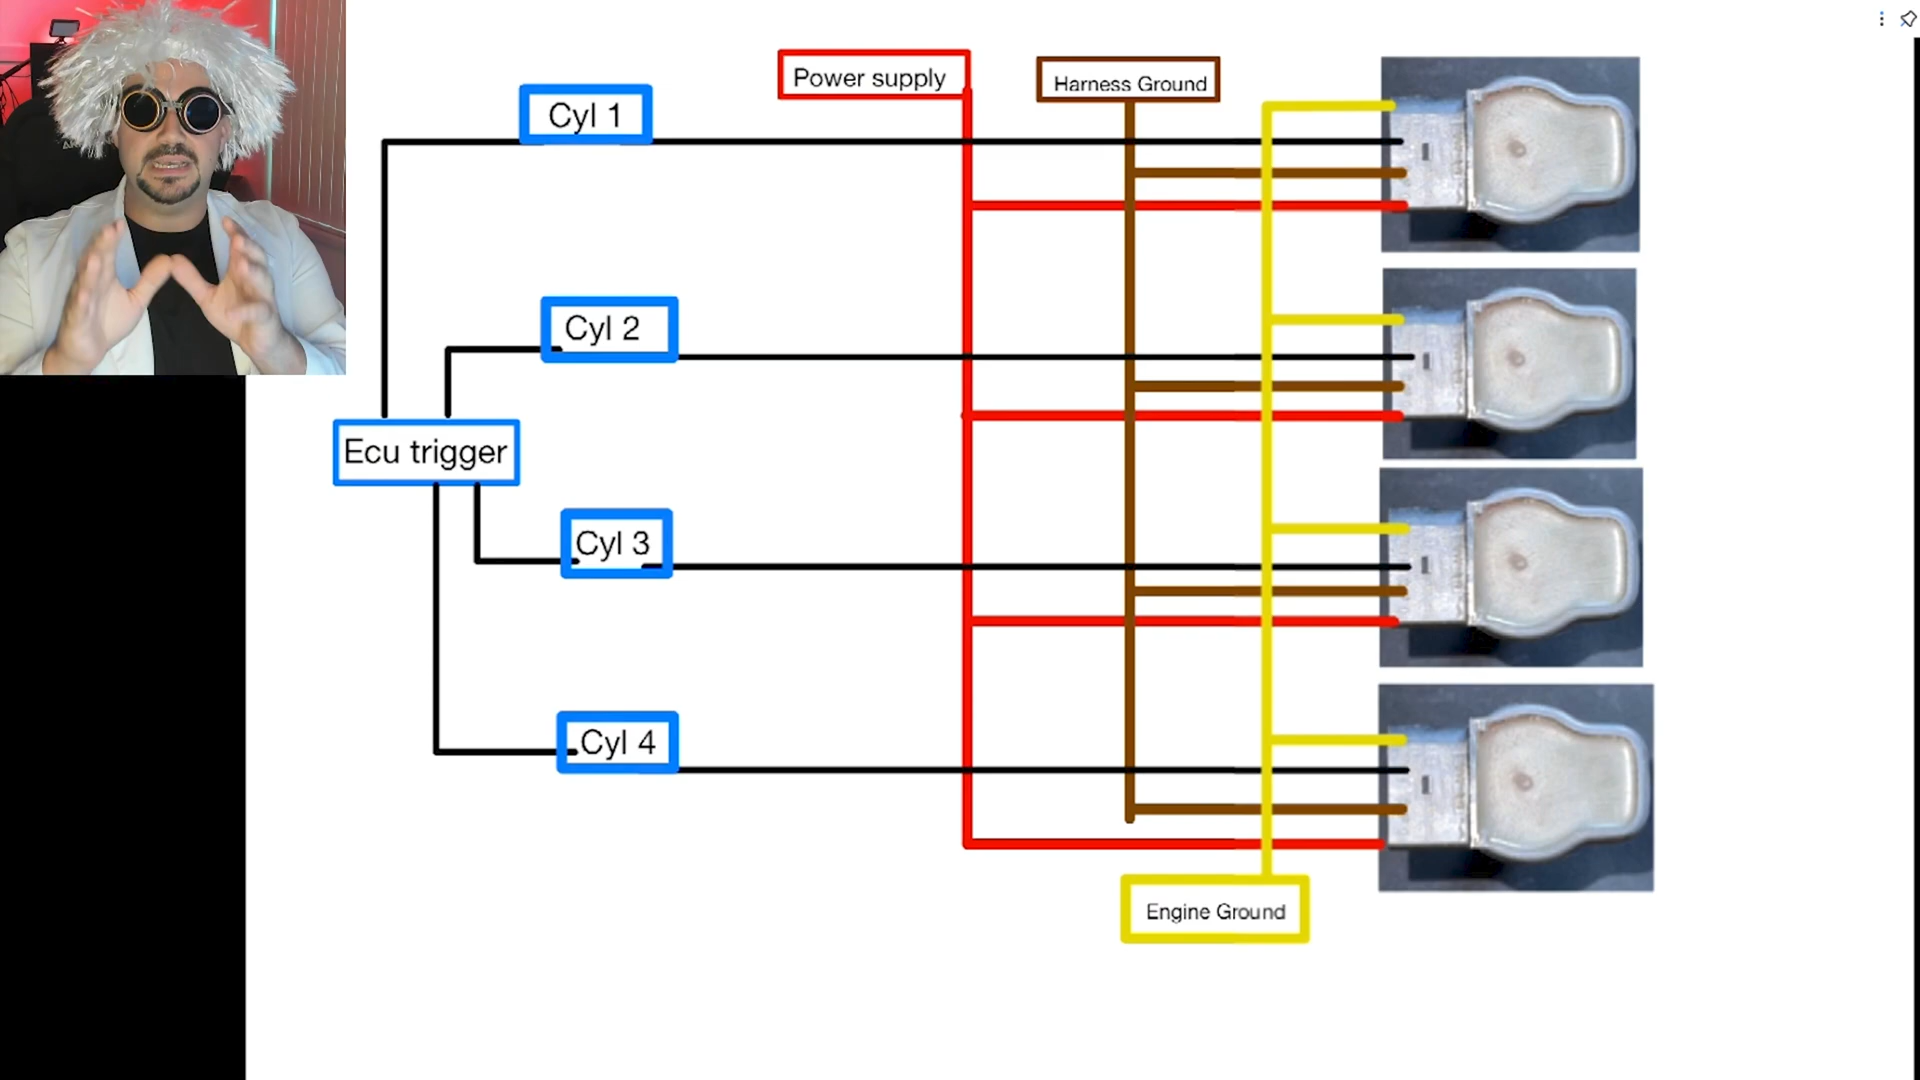 Power supply
Harness Ground
Cyl 1
Cyl 2
Ecu trigger
Cyl 3
Cyl 4
Engine Ground